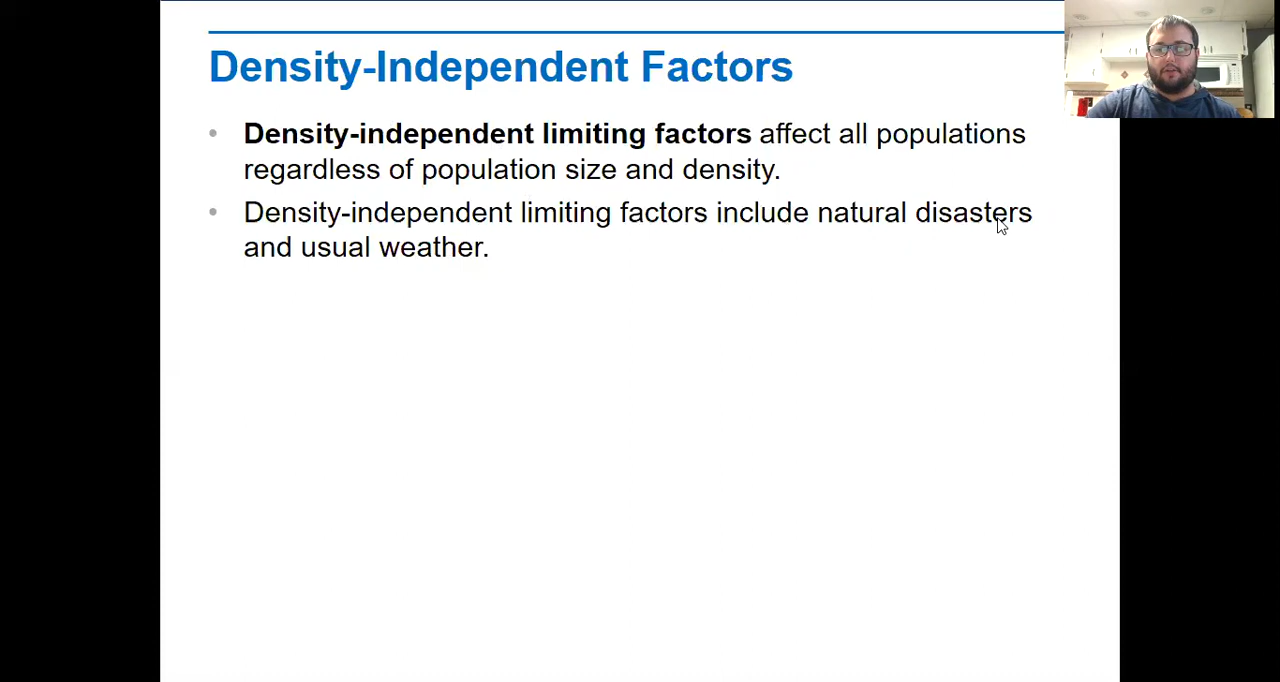 Density-Independent Factors
• Density-independent limiting factors affect all populations
regardless of population size and density.
• Density-independent limiting factors include natural disasters
and usual weather.